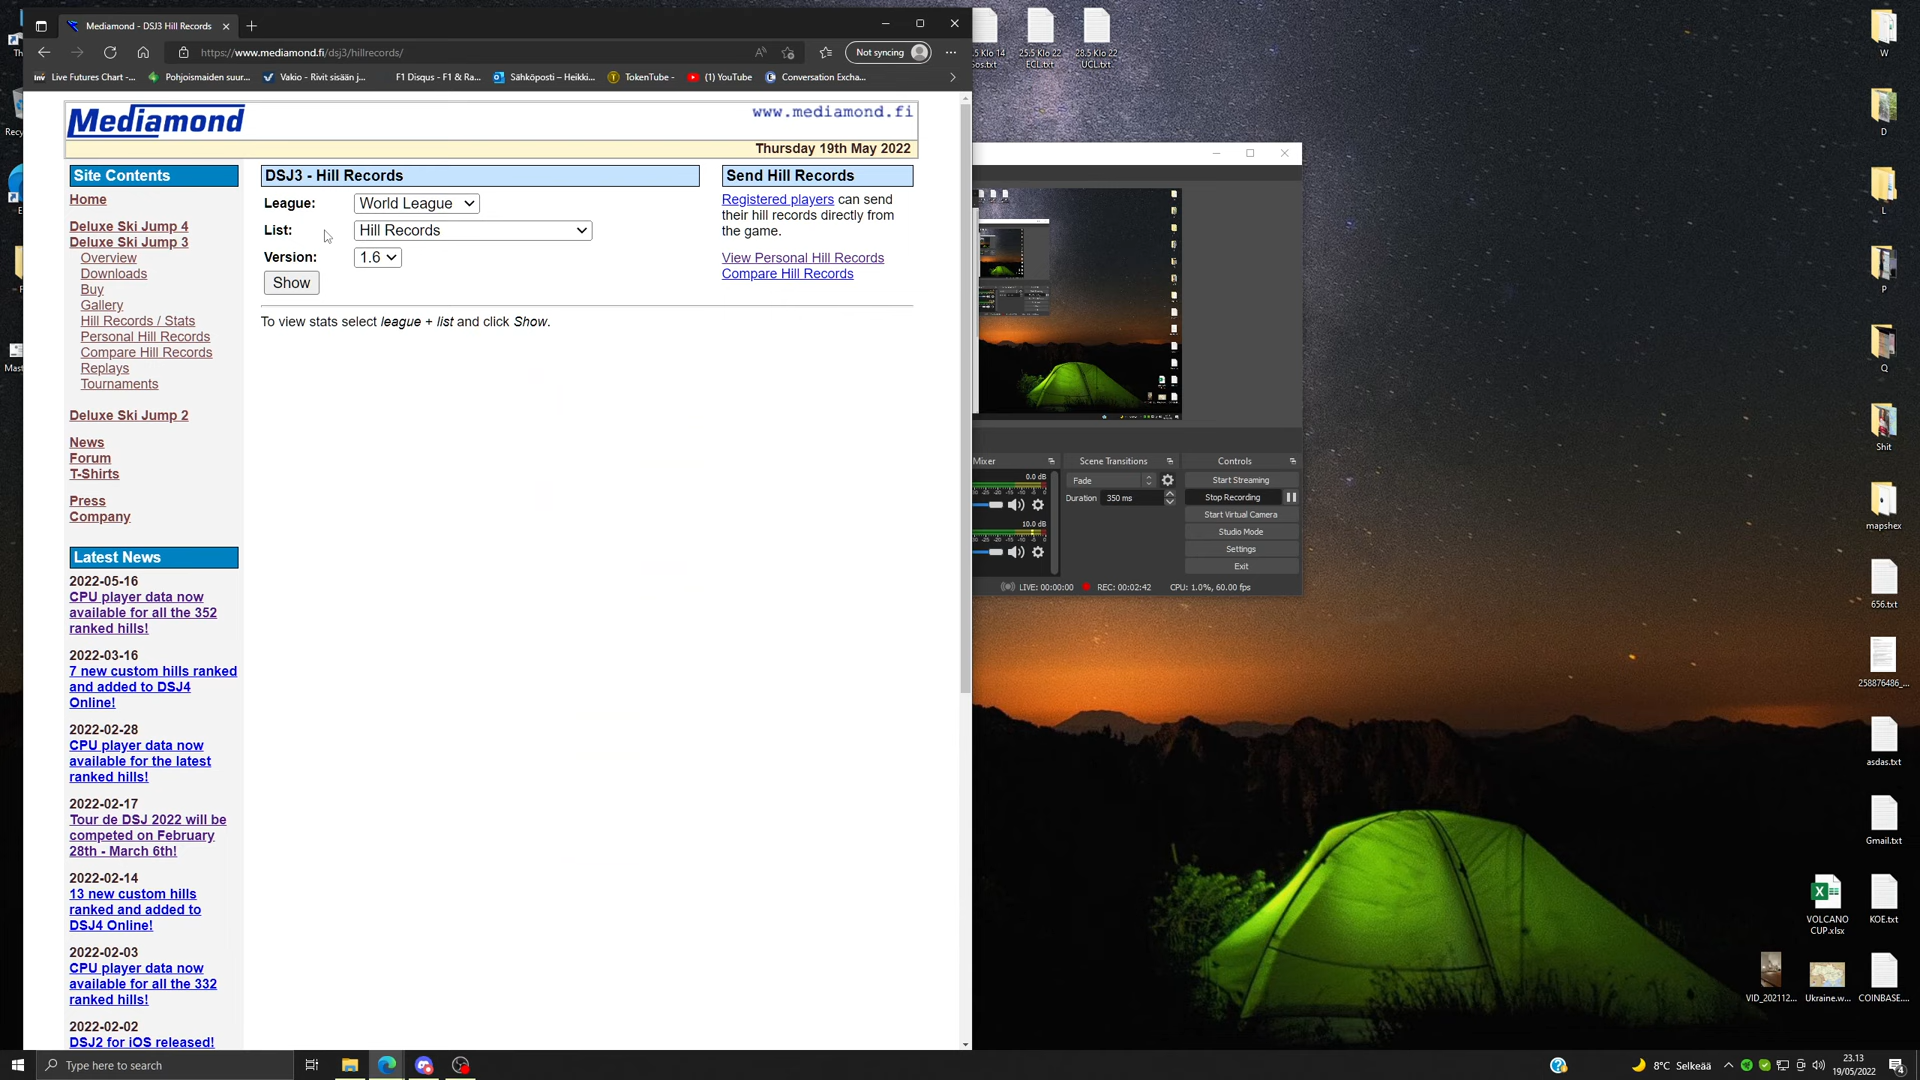 Mediamond - DSJ3 Hill Records
https://www.mediamond.fi/dsj3/hillrecords/
Not syncing
Live Futures Chart -...
Pohjoismaiden suur...
Vakio - Rivit sisään j...
F1 Disqus - F1 & Ra...
Sähköposti – Heikki...
TokenTube -
(1) YouTube
Conversation Excha...
Mediamond
www.mediamond.fi
Thursday 19th May 2022
Site Contents
Home
Deluxe Ski Jump 4
Deluxe Ski Jump 3
Overview
Downloads
Buy
Gallery
Hill Records / Stats
Personal Hill Records
Compare Hill Records
Replays
Tournaments
Deluxe Ski Jump 2
News
Forum
T-Shirts
Press
Company
Latest News
2022-05-16
CPU player data now
available for all the 352
ranked hills!
2022-03-16
7 new custom hills ranked
and added to DSJ4
Online!
2022-02-28
CPU player data now
available for the latest
ranked hills!
2022-02-17
Tour de DSJ 2022 will be
competed on February
28th - March 6th!
2022-02-14
13 new custom hills
ranked and added to
DSJ4 Online!
2022-02-03
CPU player data now
available for all the 332
ranked hills!
2022-02-02
DSJ2 for iOS released!
DSJ3 - Hill Records
League: World League
List: Hill Records
Version: 1.6
Show
To view stats select league + list and click Show.
Send Hill Records
Registered players can send
their hill records directly from
the game.
View Personal Hill Records
Compare Hill Records
.5 Klo 14
25.5 Klo 22
ECL.txt
28.5 Klo 22
UCL.txt
Mixer
0.0 dB
10.0 dB
Scene Transitions
Fade
Duration 350 ms
Controls
Start Streaming
Stop Recording
Start Virtual Camera
Studio Mode
Settings
Exit
LIVE: 00:00:00
REC: 00:02:42
CPU: 1.0%, 60.00 fps
W
D
L
P
Q
Shit
mapshex
656.txt
258876486_...
asdas.txt
Gmail.txt
VOLCANO
CUP.xlsx
KOE.txt
VID_202112...
Ukraine.w...
COINBASE....
Type here to search
8°C Selkeää
23.13
19/05/2022
4